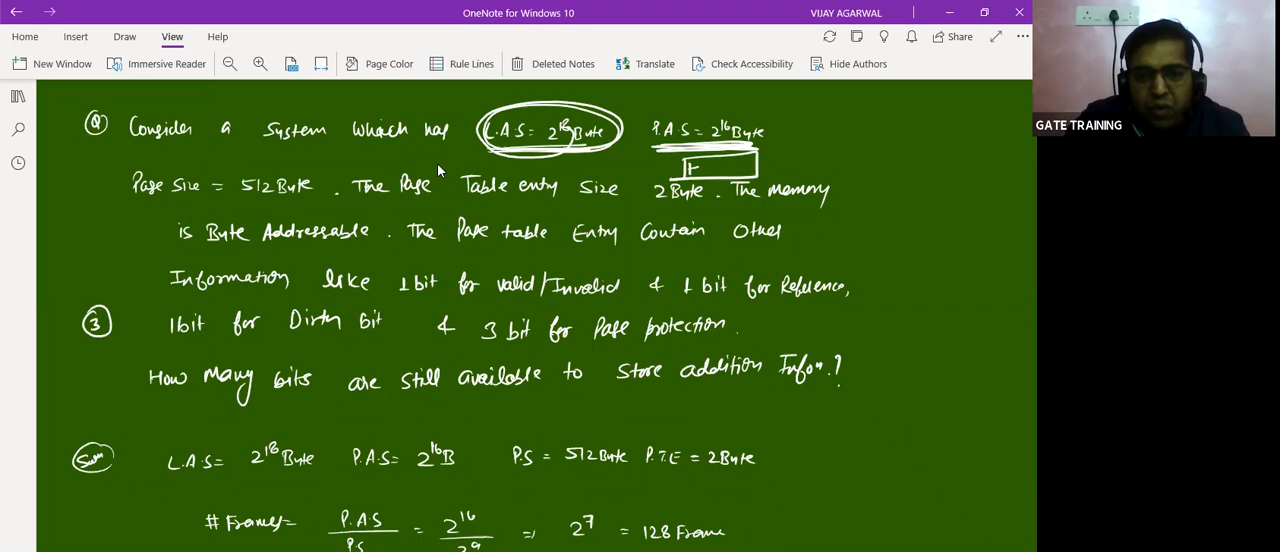 OneNote for Windows 10
VIJAY AGARWAL
Home Insert Draw View Help
Share
New Window Immersive Reader Page Color Rule Lines Deleted Notes Translate Check Accessibility Hide Authors
GATE TRAINING
Q Consider a System which has L.A.S = 2^18 Byte P.A.S = 2^16 Byte
Page Size = 512 Byte . The Page Table entry Size 2 Byte . The memory
is Byte Addressable . The Page table Entry Contain Other
Information like 1 bit for valid/Invalid & 1 bit for Reference,
3 1 bit for Dirty bit & 3 bit for Page protection .
How Many bits are still available to store addition Infon.?
Soln L.A.S = 2^18 Byte P.A.S = 2^16 B P.S = 512 Byte P.T.E = 2 Byte
# Frames = P.A.S / P.S = 2^16 / 2^9 ⇒ 2^7 = 128 Frame